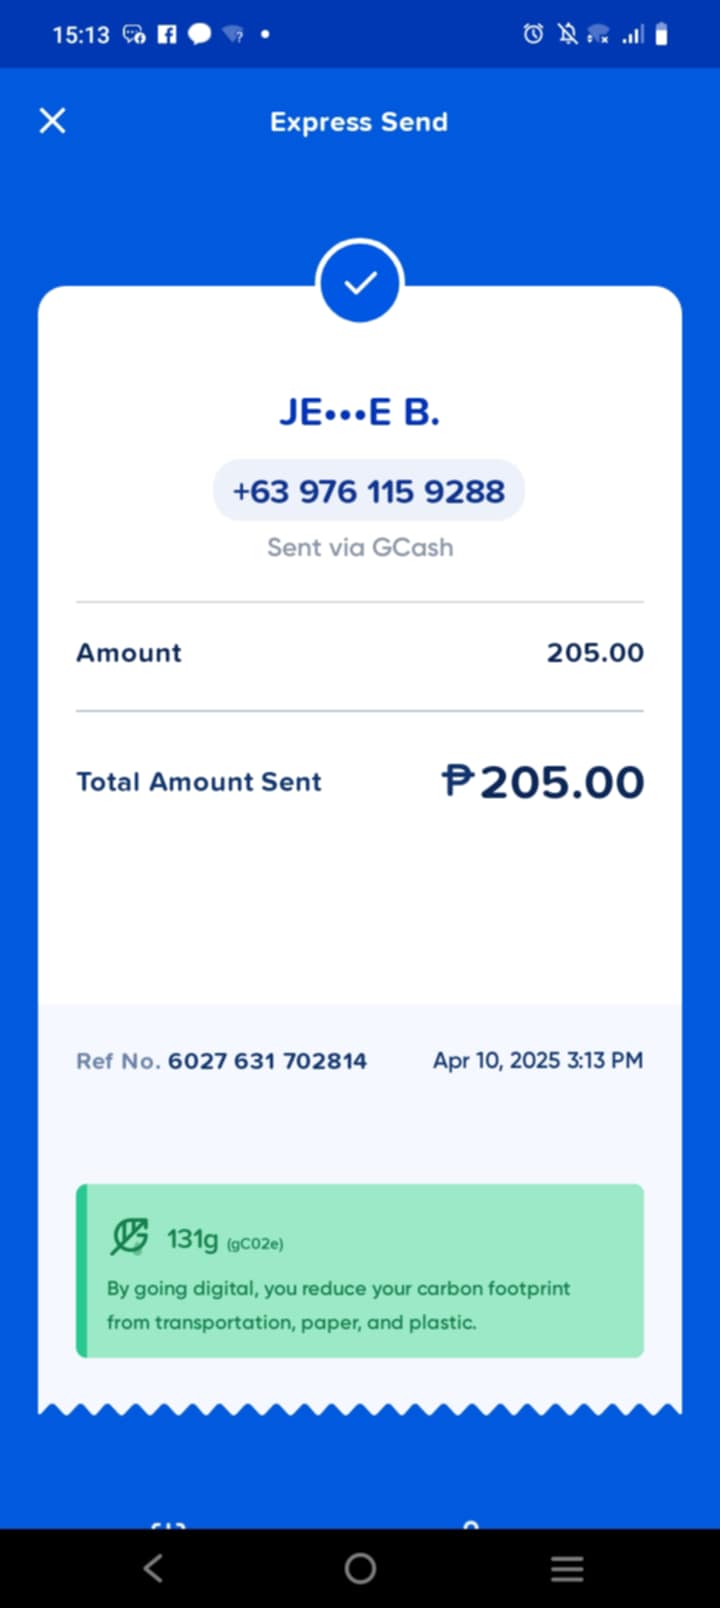 15:13
Express Send
JE•••E B.
+63 976 115 9288
Sent via GCash
Amount 205.00
Total Amount Sent ₱205.00
Ref No. 6027 631 702814 Apr 10, 2025 3:13 PM
131g (gCO2e)
By going digital, you reduce your carbon footprint
from transportation, paper, and plastic.